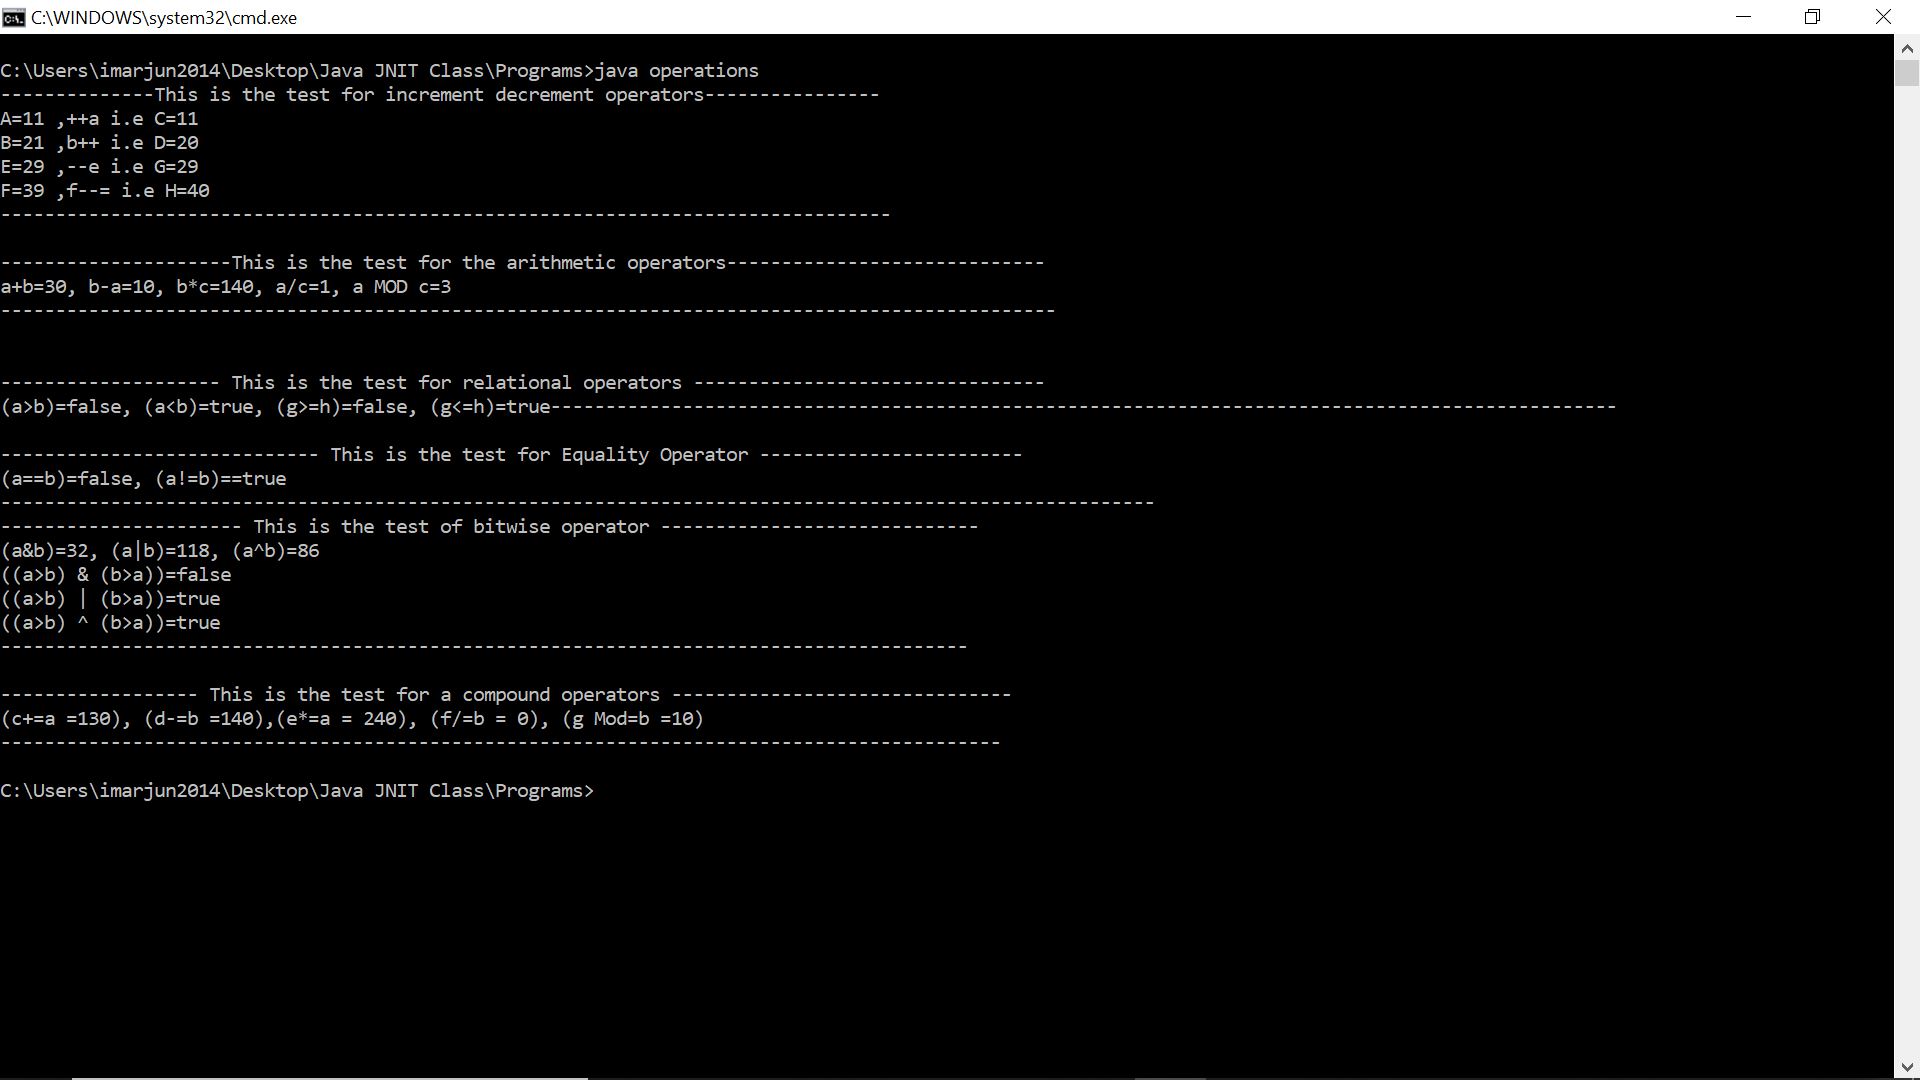 C:\WINDOWS\system32\cmd.exe
C:\Users\imarjun2014\Desktop\Java JNIT Class\Programs>java operations
--------------This is the test for increment decrement operators----------------
A=11 ,++a i.e C=11
B=21 ,b++ i.e D=20
E=29 ,--e i.e G=29
F=39 ,f--= i.e H=40
---------------------------------------------------------------------------------
---------------------This is the test for the arithmetic operators-----------------------------
a+b=30, b-a=10, b*c=140, a/c=1, a MOD c=3
------------------------------------------------------------------------------------------------
-------------------- This is the test for relational operators --------------------------------
(a>b)=false, (a<b)=true, (g>=h)=false, (g<=h)=true-------------------------------------------------------------------------------------------------
----------------------------- This is the test for Equality Operator ------------------------
(a==b)=false, (a!=b)==true
---------------------------------------------------------------------------------------------------------
---------------------- This is the test of bitwise operator -----------------------------
(a&b)=32, (a|b)=118, (a^b)=86
((a>b) & (b>a))=false
((a>b) | (b>a))=true
((a>b) ^ (b>a))=true
----------------------------------------------------------------------------------------
------------------ This is the test for a compound operators -------------------------------
(c+=a =130), (d-=b =140),(e*=a = 240), (f/=b = 0), (g Mod=b =10)
-------------------------------------------------------------------------------------------
C:\Users\imarjun2014\Desktop\Java JNIT Class\Programs>